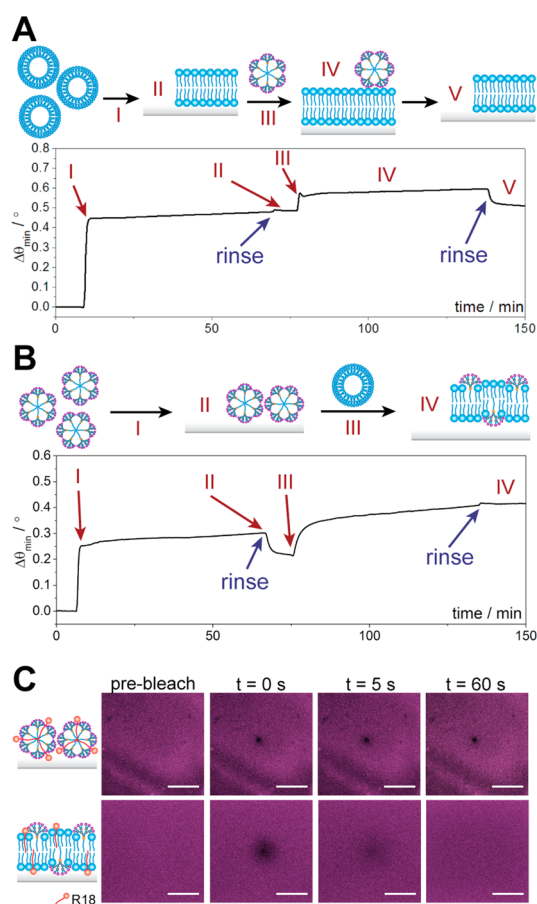 A
I
II
III
IV
V
0.8
0.7
0.6
0.5
0.4
0.3
0.2
0.1
0.0
Δθmin / °
I
II
III
IV
V
rinse
rinse
time / min
0
50
100
150
B
I
II
III
IV
0.6
0.5
0.4
0.3
0.2
0.1
0.0
Δθmin / °
I
II
III
IV
rinse
rinse
time / min
0
50
100
150
C
pre-bleach
t = 0 s
t = 5 s
t = 60 s
R18